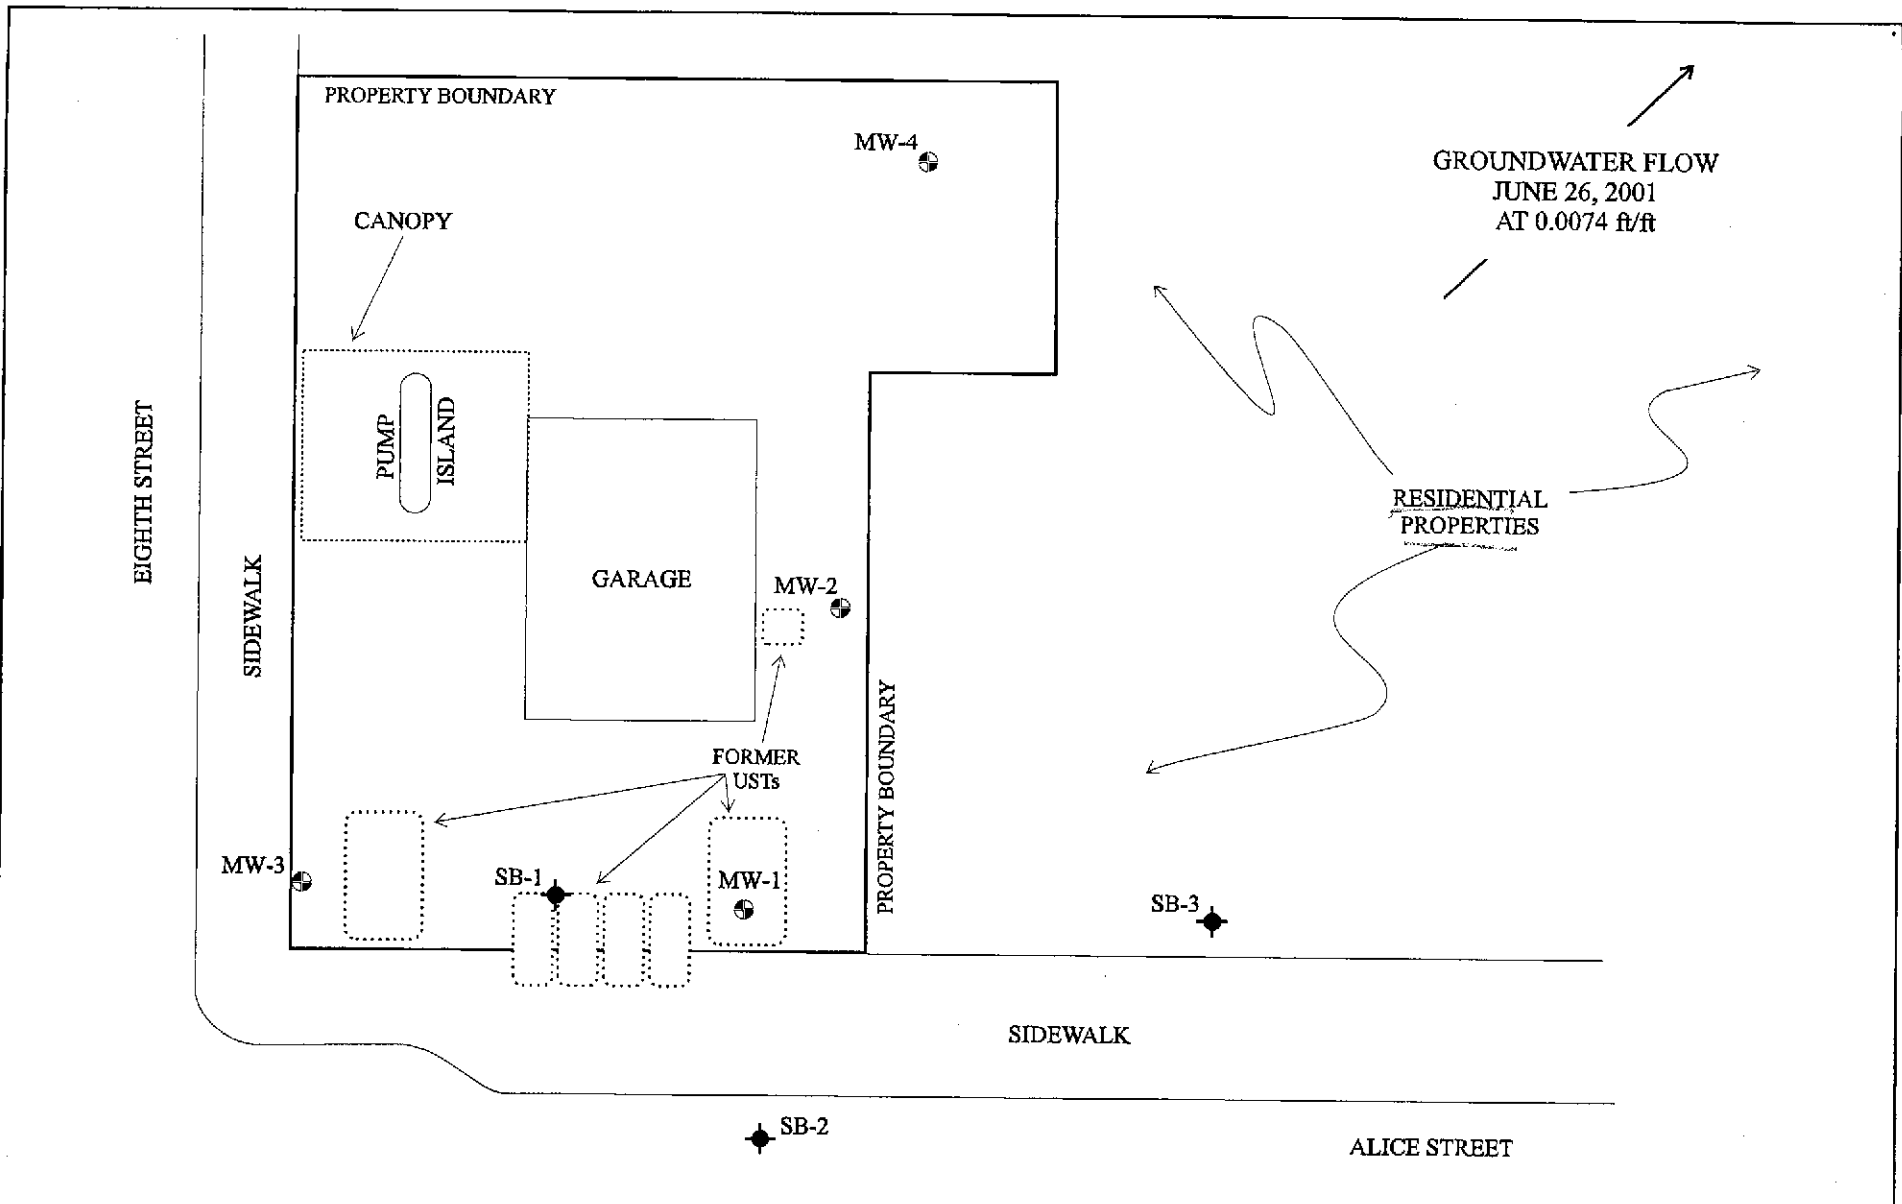 PROPERTY BOUNDARY
MW-4
GROUNDWATER FLOW
JUNE 26, 2001
AT 0.0074 ft/ft
CANOPY
EIGHTH STREET
SIDEWALK
PUMP
ISLAND
RESIDENTIAL
PROPERTIES
GARAGE
MW-2
FORMER
USTs
PROPERTY BOUNDARY
MW-3
SB-1
MW-1
SB-3
SIDEWALK
SB-2
ALICE STREET